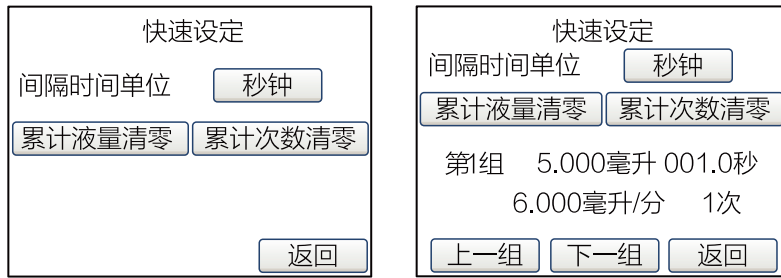 快速设定
间隔时间单位 秒钟
累计液量清零 累计次数清零
返回
快速设定
间隔时间单位 秒钟
累计液量清零 累计次数清零
第1组 5.000毫升 001.0秒
6.000毫升/分 1次
上一组 下一组 返回